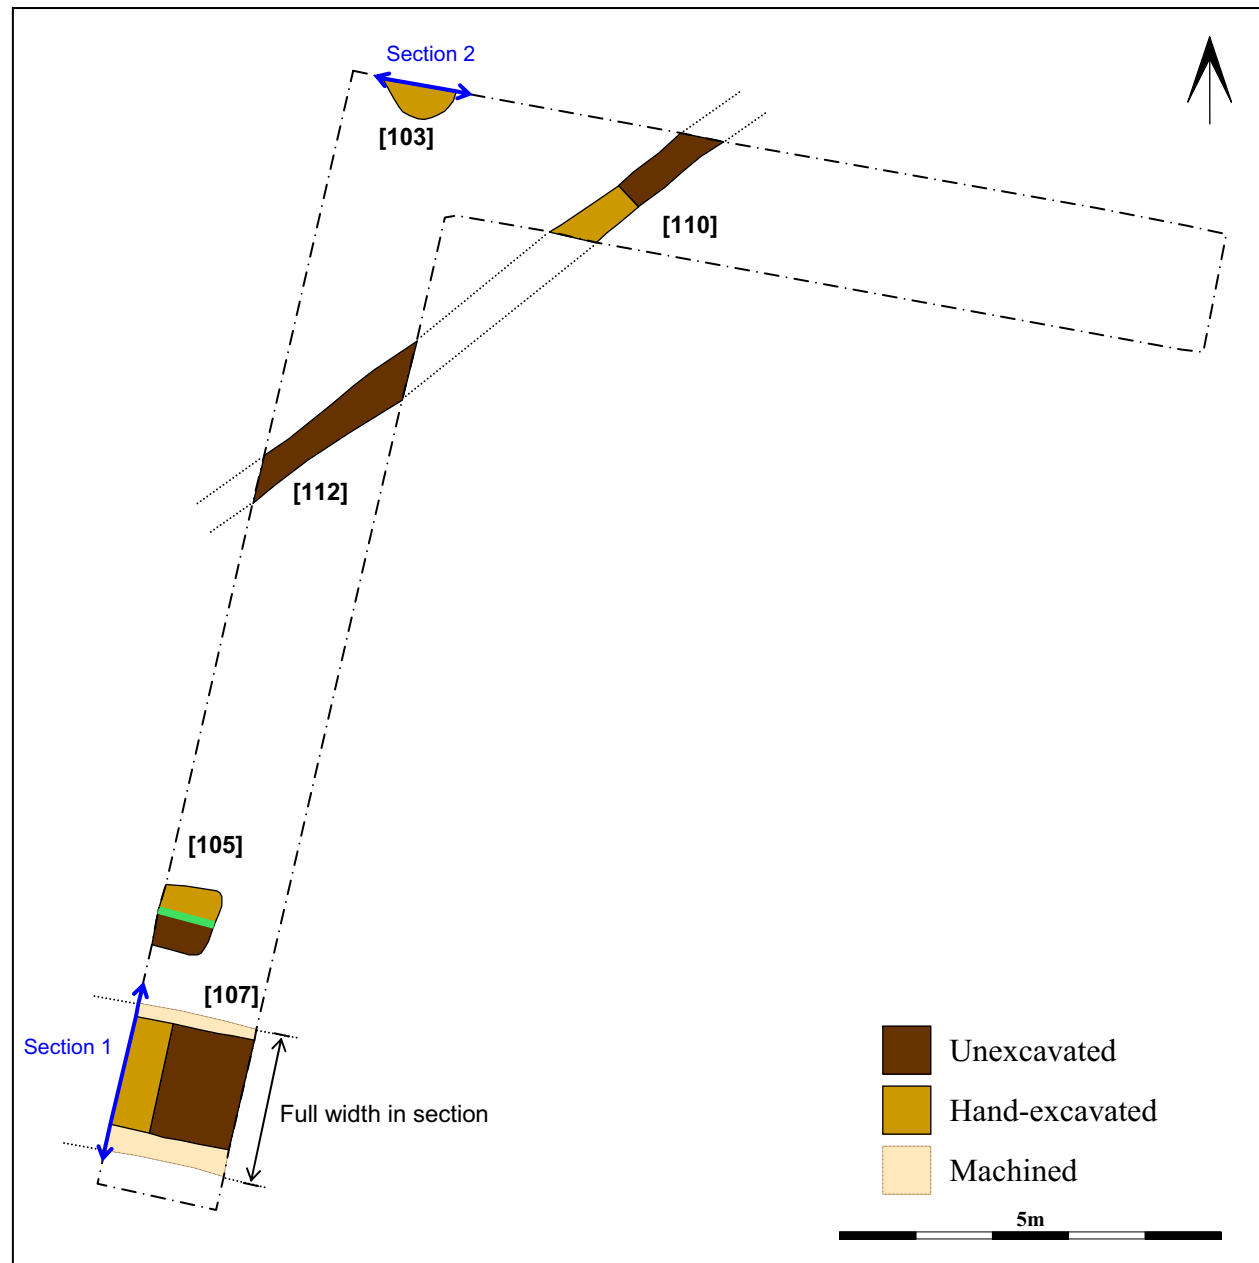 Section 2
[103]
[110]
[112]
[105]
[107]
Section 1
Full width in section
Unexcavated
Hand-excavated
Machined
5m